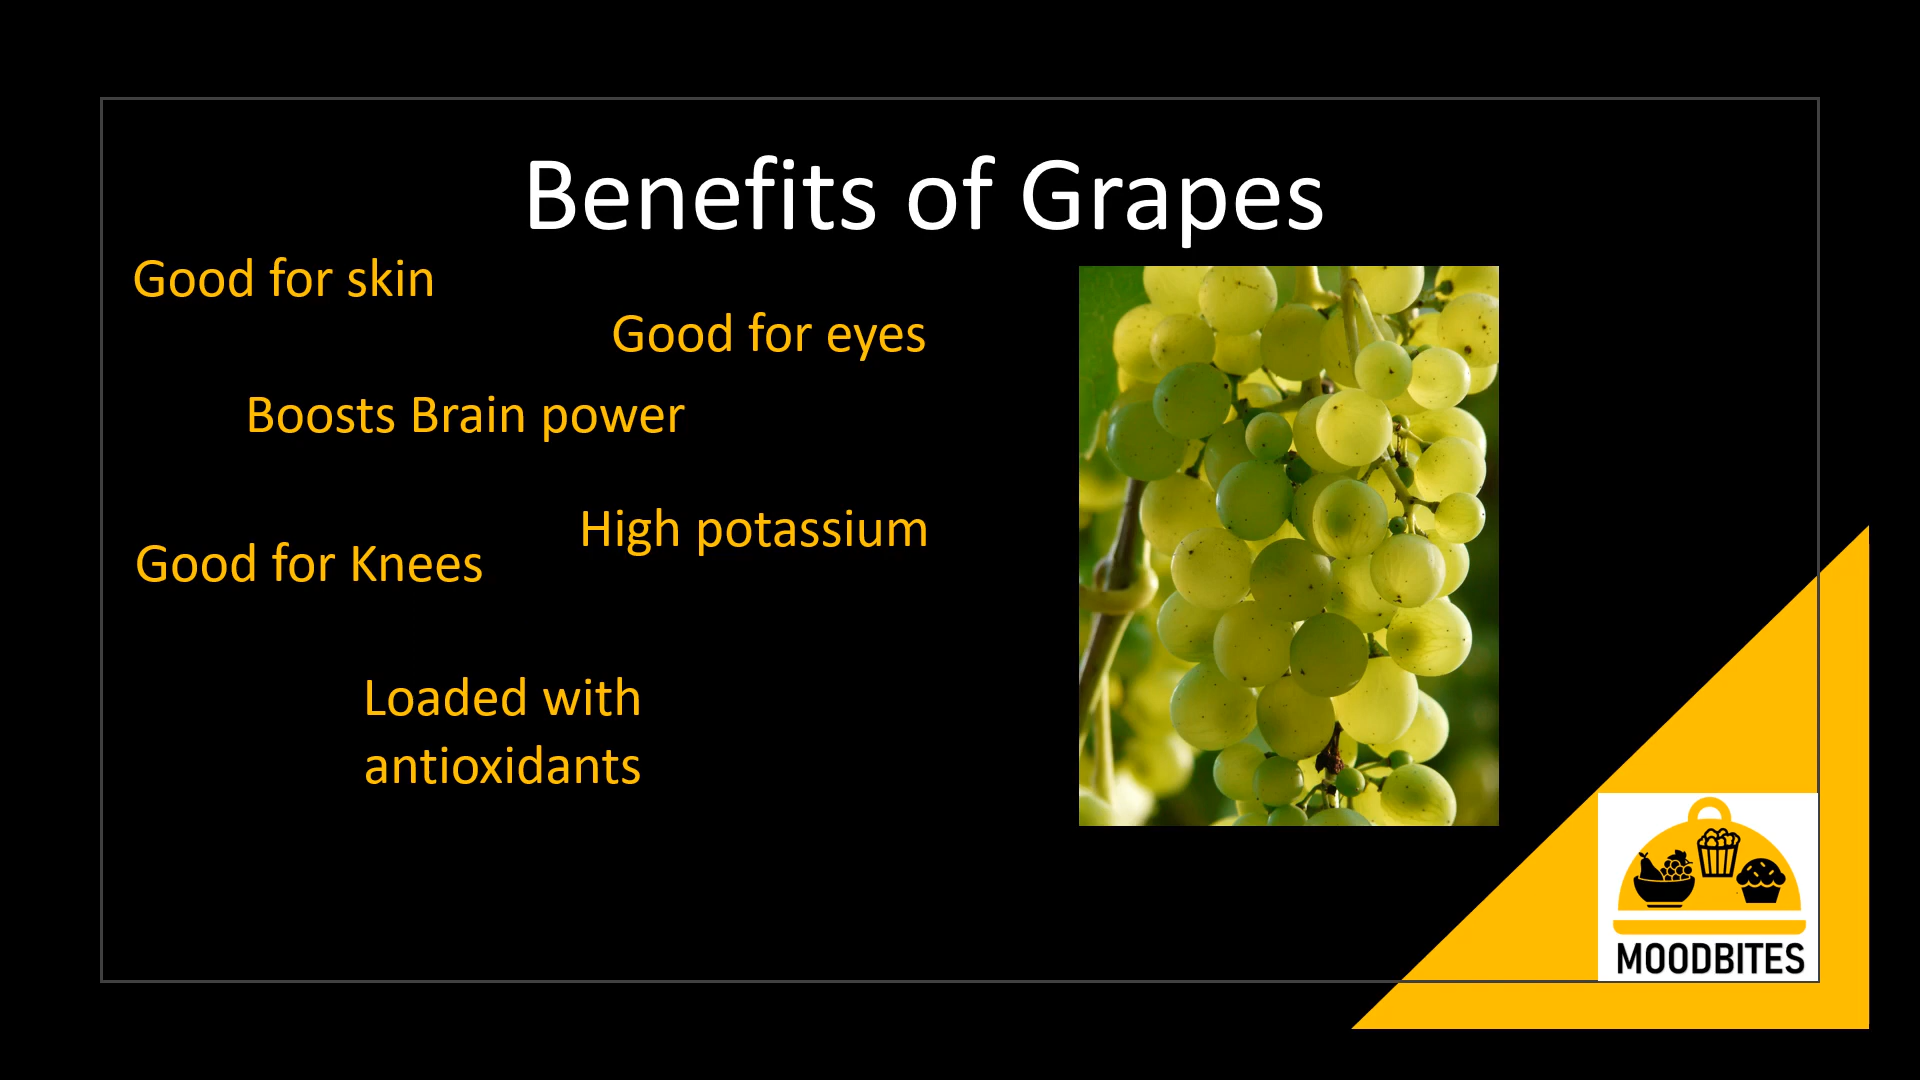 Benefits of Grapes
Good for skin
Good for eyes
Boosts Brain power
High potassium
Good for Knees
Loaded with
antioxidants
MOODBITES